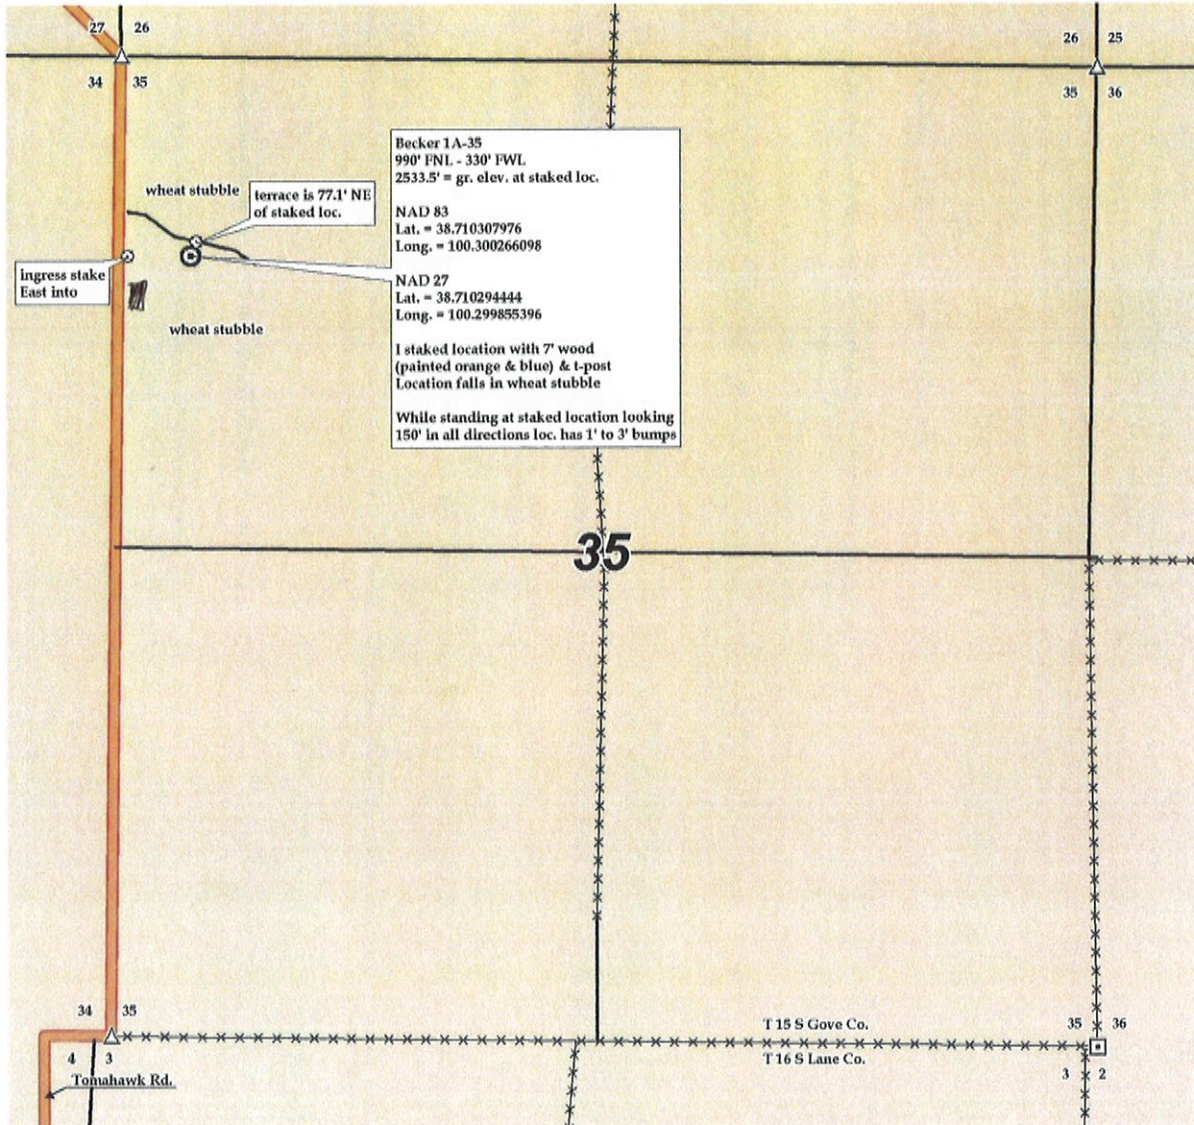 27 26
26 25
34 35
35 36
Becker 1A-35
990' FNL - 330' FWL
2533.5' = gr. elev. at staked loc.
NAD 83
Lat. = 38.710307976
Long. = 100.300266098
NAD 27
Lat. = 38.710294444
Long. = 100.299855396
I staked location with 7' wood
(painted orange & blue) & t-post
Location falls in wheat stubble
While standing at staked location looking
150' in all directions loc. has 1' to 3' bumps
wheat stubble
terrace is 77.1' NE
of staked loc.
ingress stake
East into
wheat stubble
35
34 35
T 15 S Gove Co.
35 36
4 3
T 16 S Lane Co.
3 2
Tomahawk Rd.